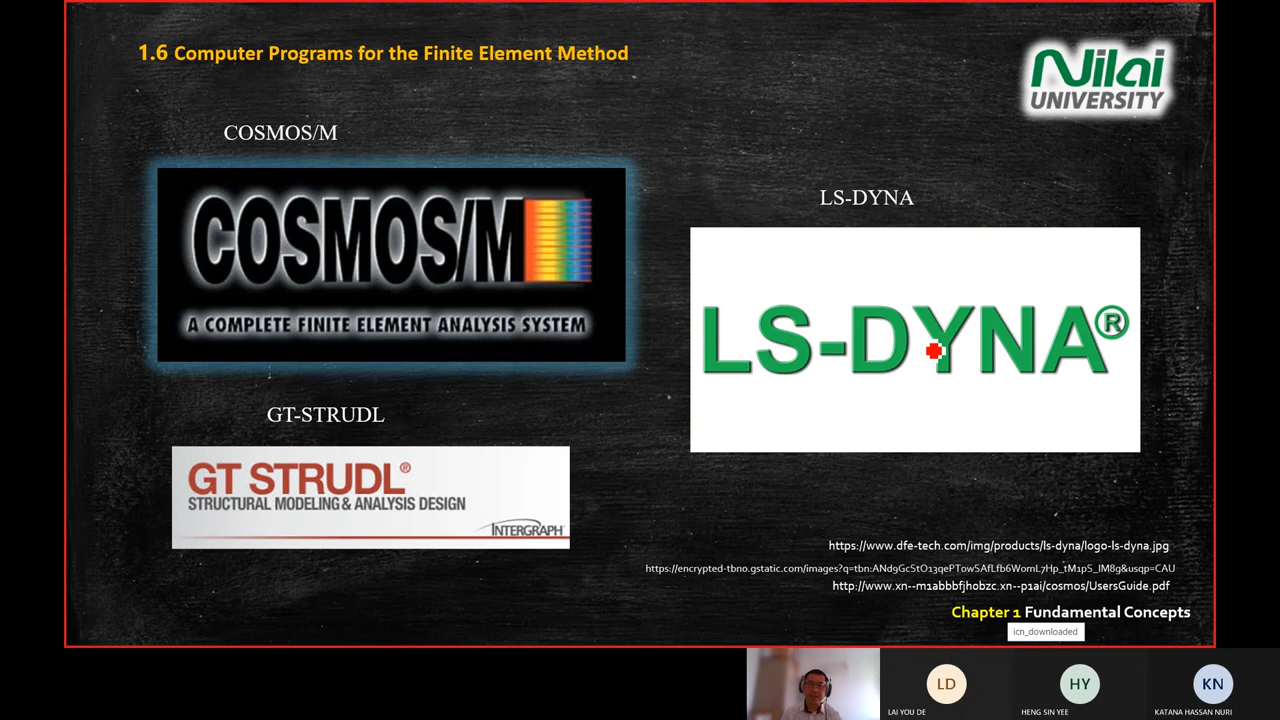 1.6 Computer Programs for the Finite Element Method
Nilai
UNIVERSITY
COSMOS/M
COSMOS/M
A COMPLETE FINITE ELEMENT ANALYSIS SYSTEM
LS-DYNA
LS-DYNA®
GT-STRUDL
GT STRUDL®
STRUCTURAL MODELING & ANALYSIS DESIGN
INTERGRAPH
https://www.dfe-tech.com/img/products/ls-dyna/logo-ls-dyna.jpg
https://encrypted-tbn0.gstatic.com/images?q=tbn:ANd9GcStO13qePTowSAfLfb6WomL7Hp_tM1pS_IM8g&usqp=CAU
http://www.xn--m1abbbfjhobzc.xn--p1ai/cosmos/UsersGuide.pdf
Chapter 1 Fundamental Concepts
icn_downloaded
LD
HY
KN
LAI YOU DE
HENG SIN YEE
KATANA HASSAN NURI